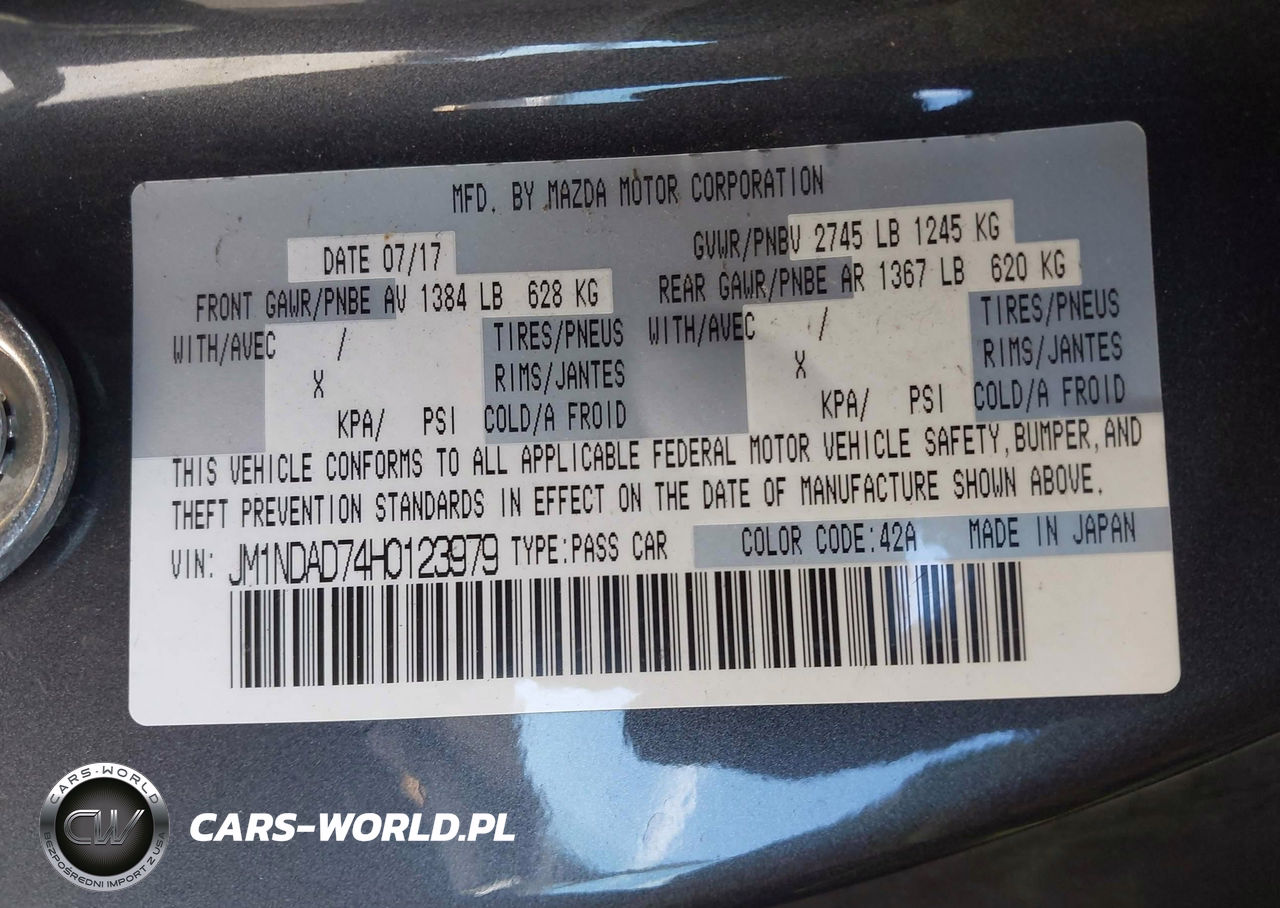 MFD. BY MAZDA MOTOR CORPORATION
DATE 07/17
GVWR/PNBV 2745 LB 1245 KG
FRONT GAWR/PNBE AV 1384 LB 628 KG
REAR GAWR/PNBE AR 1367 LB 620 KG
WITH/AVEC / TIRES/PNEUS
X RIMS/JANTES
KPA/ PSI COLD/A FROID
WITH/AVEC / TIRES/PNEUS
X RIMS/JANTES
KPA/ PSI COLD/A FROID
THIS VEHICLE CONFORMS TO ALL APPLICABLE FEDERAL MOTOR VEHICLE SAFETY, BUMPER, AND
THEFT PREVENTION STANDARDS IN EFFECT ON THE DATE OF MANUFACTURE SHOWN ABOVE.
VIN: JM1NDAD74H0123979 TYPE:PASS CAR COLOR CODE:42A MADE IN JAPAN
CARS-WORLD
CW
BEZPOŚREDNI IMPORT Z USA
CARS-WORLD.PL